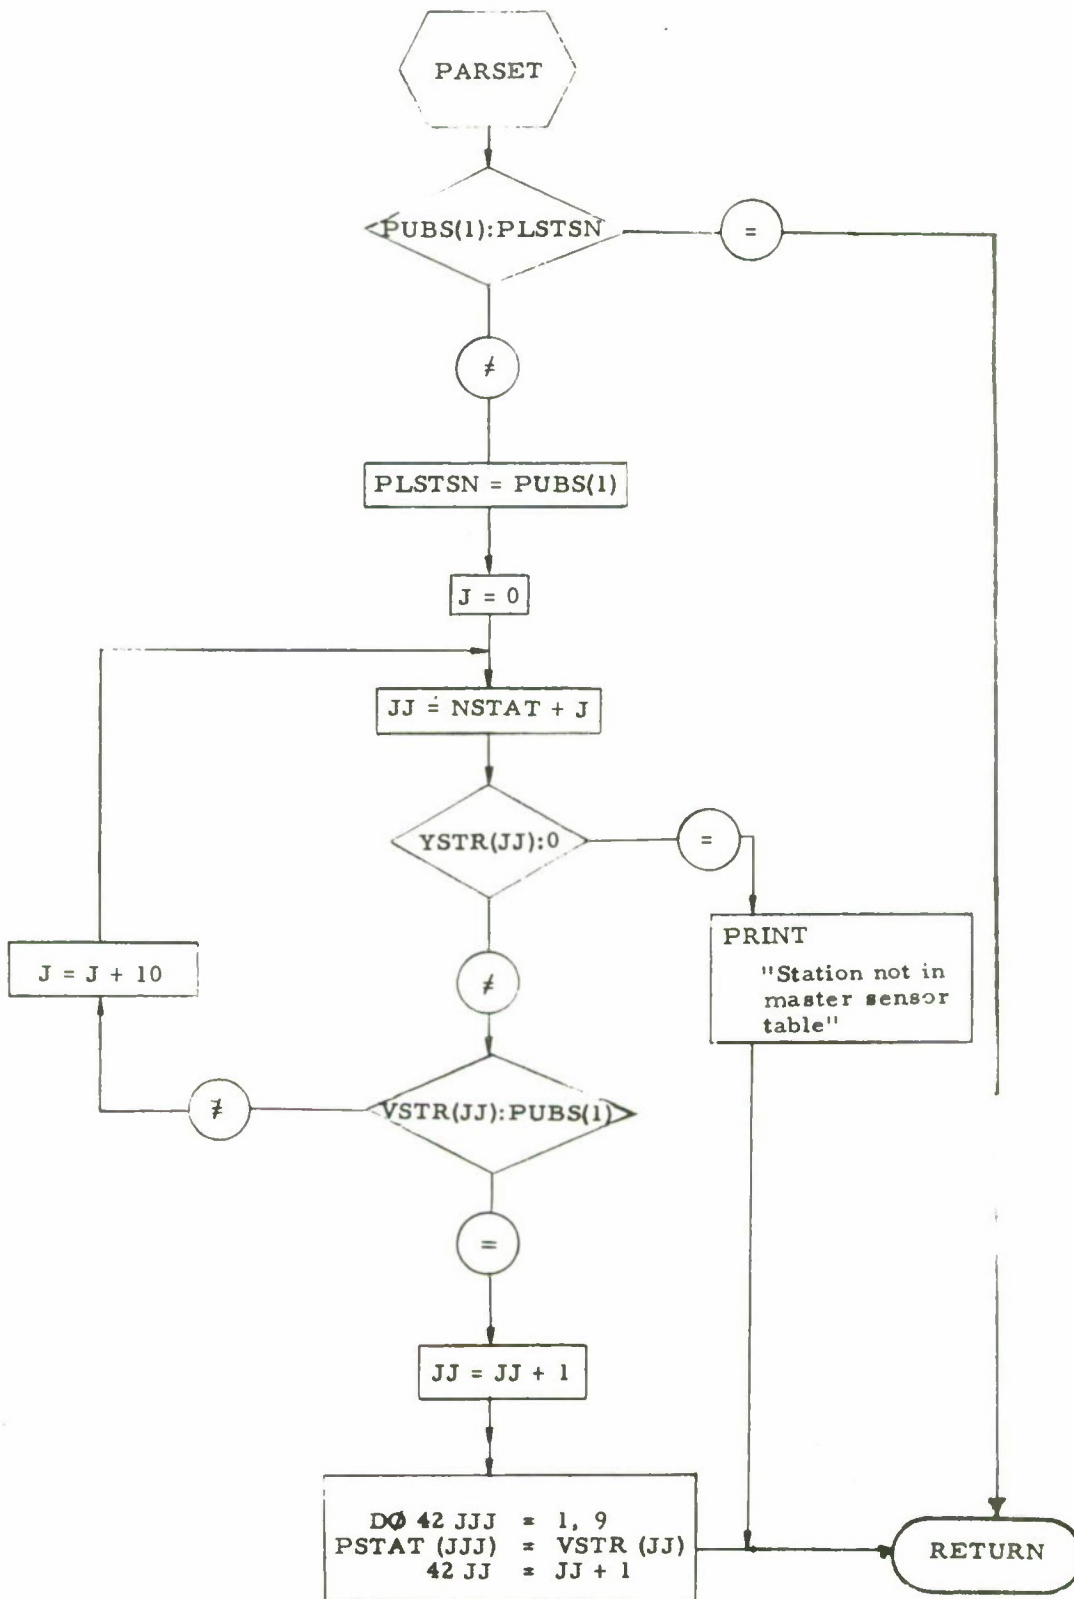 PARSET
PUBS(1):PLSTSN
=
≠
PLSTSN = PUBS(1)
J = 0
JJ = NSTAT + J
YSTR(JJ):0
=
PRINT
"Station not in
master sensor
table"
J = J + 10
≠
≠
VSTR(JJ):PUBS(1)
=
JJ = JJ + 1
DØ 42 JJJ = 1, 9
PSTAT (JJJ) = VSTR (JJ)
42 JJ = JJ + 1
RETURN